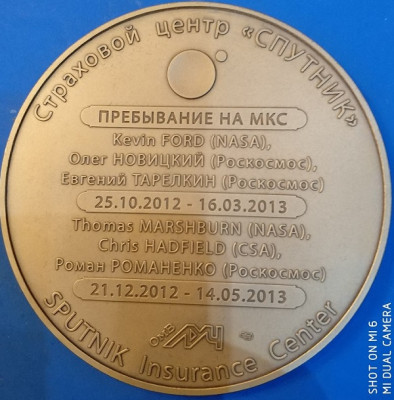 Страховой центр «СПУТНИК»
ПРЕБЫВАНИЕ НА МКС
Kevin FORD (NASA),
Олег НОВИЦКИЙ (Роскосмос),
Евгений ТАРЕЛКИН (Роскосмос)
25.10.2012 - 16.03.2013
Thomas MARSHBURN (NASA),
Chris HADFIELD (CSA),
Роман РОМАНЕНКО (Роскосмос)
21.12.2012 - 14.05.2013
SPUTNIK Insurance Center
SHOT ON MI 6
MI DUAL CAMERA